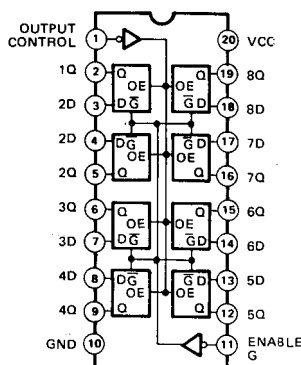 OUTPUT
CONTROL 1 20 VCC
1Q 2 Q Q 19 8Q
OE OE
2D 3 D G̅ G̅ D 18 8D
2D 4 D G̅ G̅ D 17 7D
OE OE
2Q 5 Q Q 16 7Q
3Q 6 Q Q 15 6Q
OE OE
3D 7 D G̅ G̅ D 14 6D
4D 8 D G̅ G̅ D 13 5D
OE OE
4Q 9 Q Q 12 5Q
GND 10 11 ENABLE
G